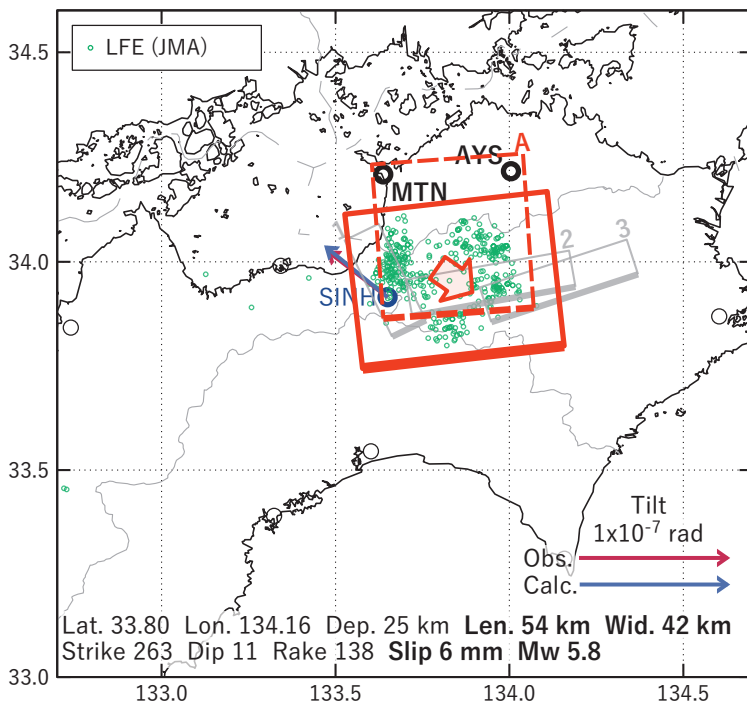 34.5
LFE (JMA)
A
AYS
MTN
1
3
2
34.0
SINH
33.5
Tilt
1x10-7 rad
Obs.
Calc.
Lat. 33.80 Lon. 134.16 Dep. 25 km Len. 54 km Wid. 42 km
Strike 263 Dip 11 Rake 138 Slip 6 mm Mw 5.8
33.0
133.0 133.5 134.0 134.5